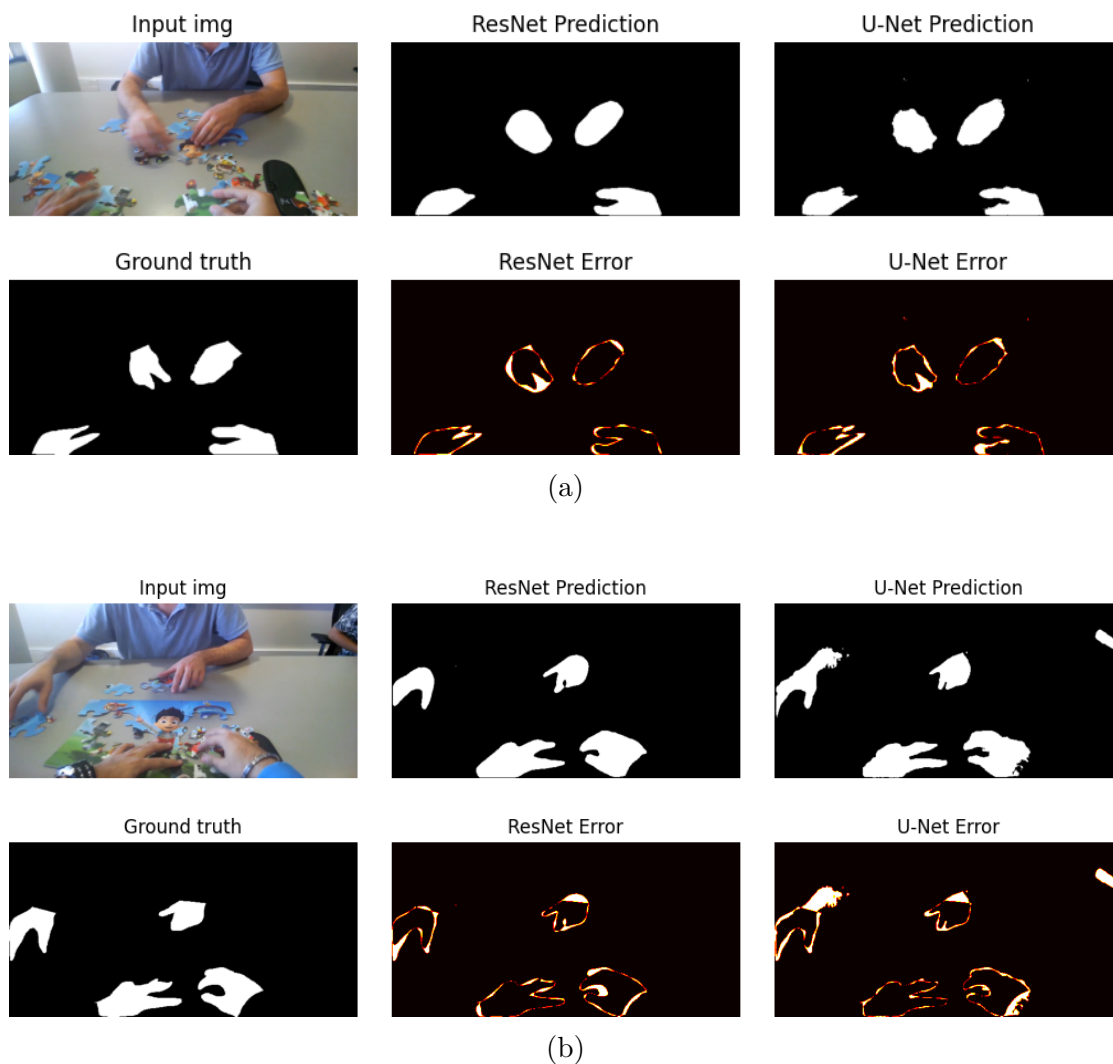 Input img
ResNet Prediction
U-Net Prediction
Ground truth
ResNet Error
U-Net Error
(a)
Input img
ResNet Prediction
U-Net Prediction
Ground truth
ResNet Error
U-Net Error
(b)